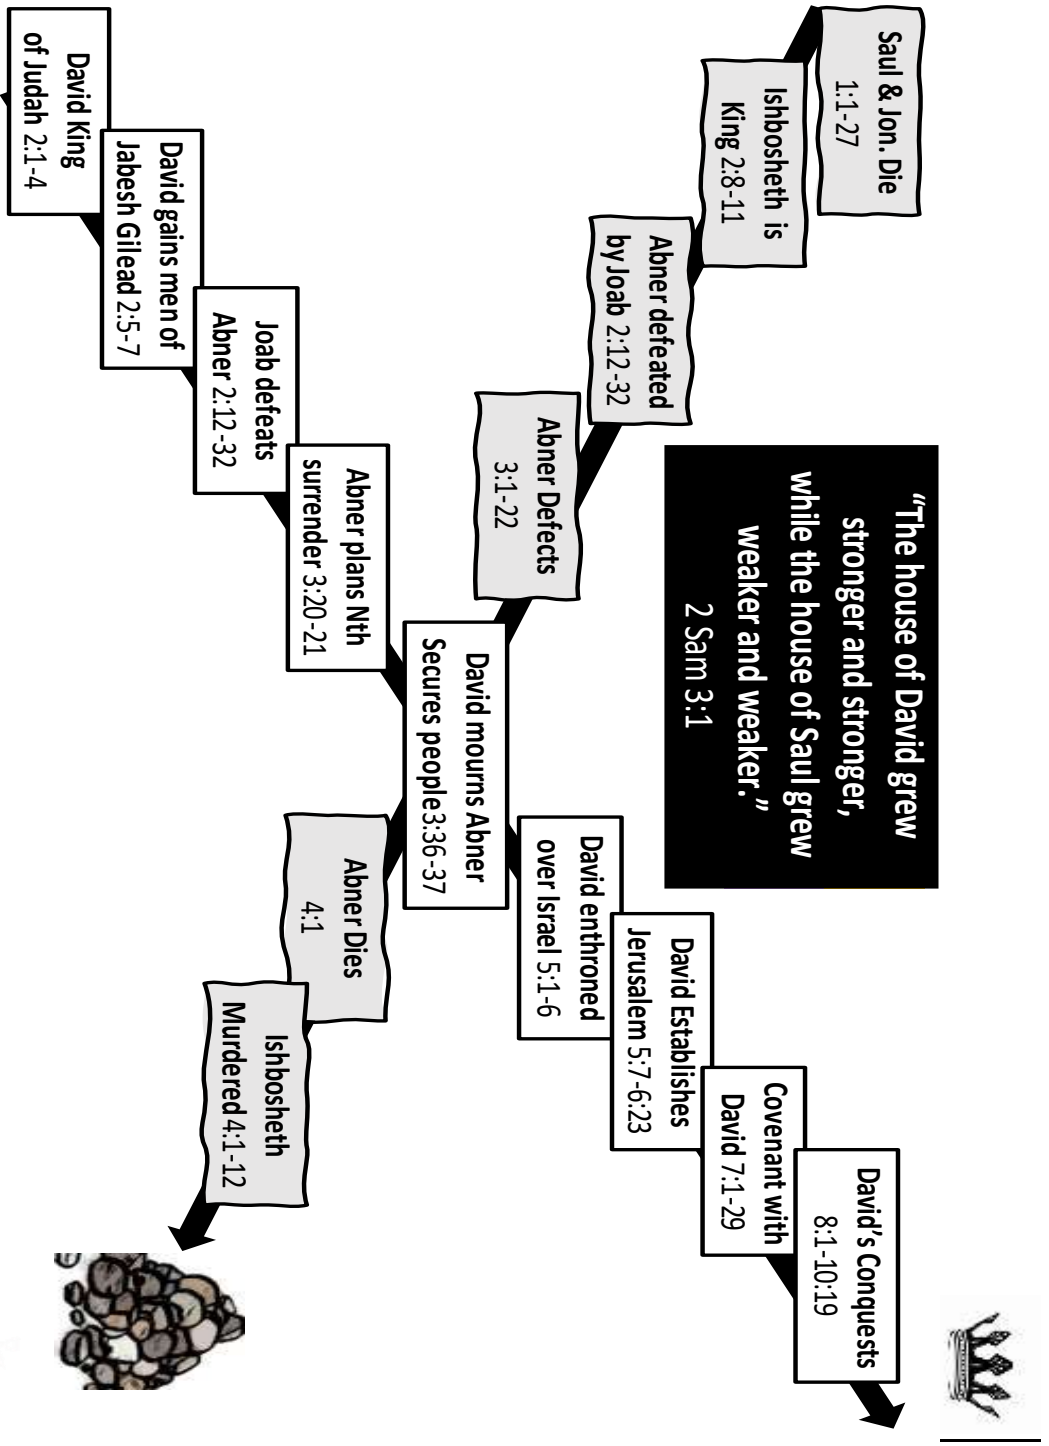 Saul & Jon. Die
1:1-27
Ishbosheth is
King 2:8-11
Abner defeated
by Joab 2:12-32
Abner Defects
3:1-22
“The house of David grew
stronger and stronger,
while the house of Saul grew
weaker and weaker.”
2 Sam 3:1
David King
of Judah 2:1-4
David gains men of
Jabesh Gilead 2:5-7
Joab defeats
Abner 2:12-32
Abner plans Nth
surrender 3:20-21
David mourns Abner
Secures people3:36-37
David enthroned
over Israel 5:1-6
David Establishes
Jerusalem 5:7-6:23
Covenant with
David 7:1-29
David’s Conquests
8:1-10:19
Abner Dies
4:1
Ishbosheth
Murdered 4:1-12